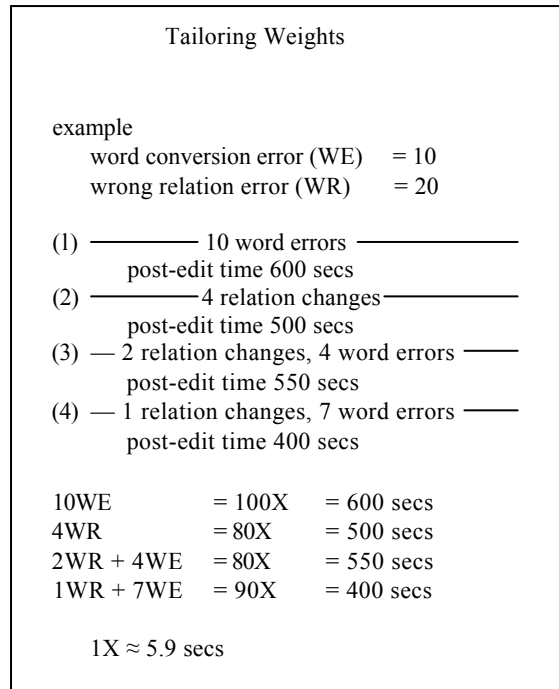 Tailoring Weights
example
word conversion error (WE) = 10
wrong relation error (WR) = 20
(1) ——— 10 word errors ———
post-edit time 600 secs
(2) ——— 4 relation changes ———
post-edit time 500 secs
(3) — 2 relation changes, 4 word errors —
post-edit time 550 secs
(4) — 1 relation changes, 7 word errors —
post-edit time 400 secs
10WE = 100X = 600 secs
4WR = 80X = 500 secs
2WR + 4WE = 80X = 550 secs
1WR + 7WE = 90X = 400 secs
1X ≈ 5.9 secs